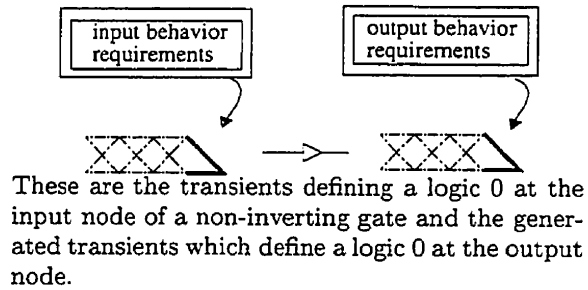 input behavior
requirements
output behavior
requirements
These are the transients defining a logic 0 at the
input node of a non-inverting gate and the gener-
ated transients which define a logic 0 at the output
node.